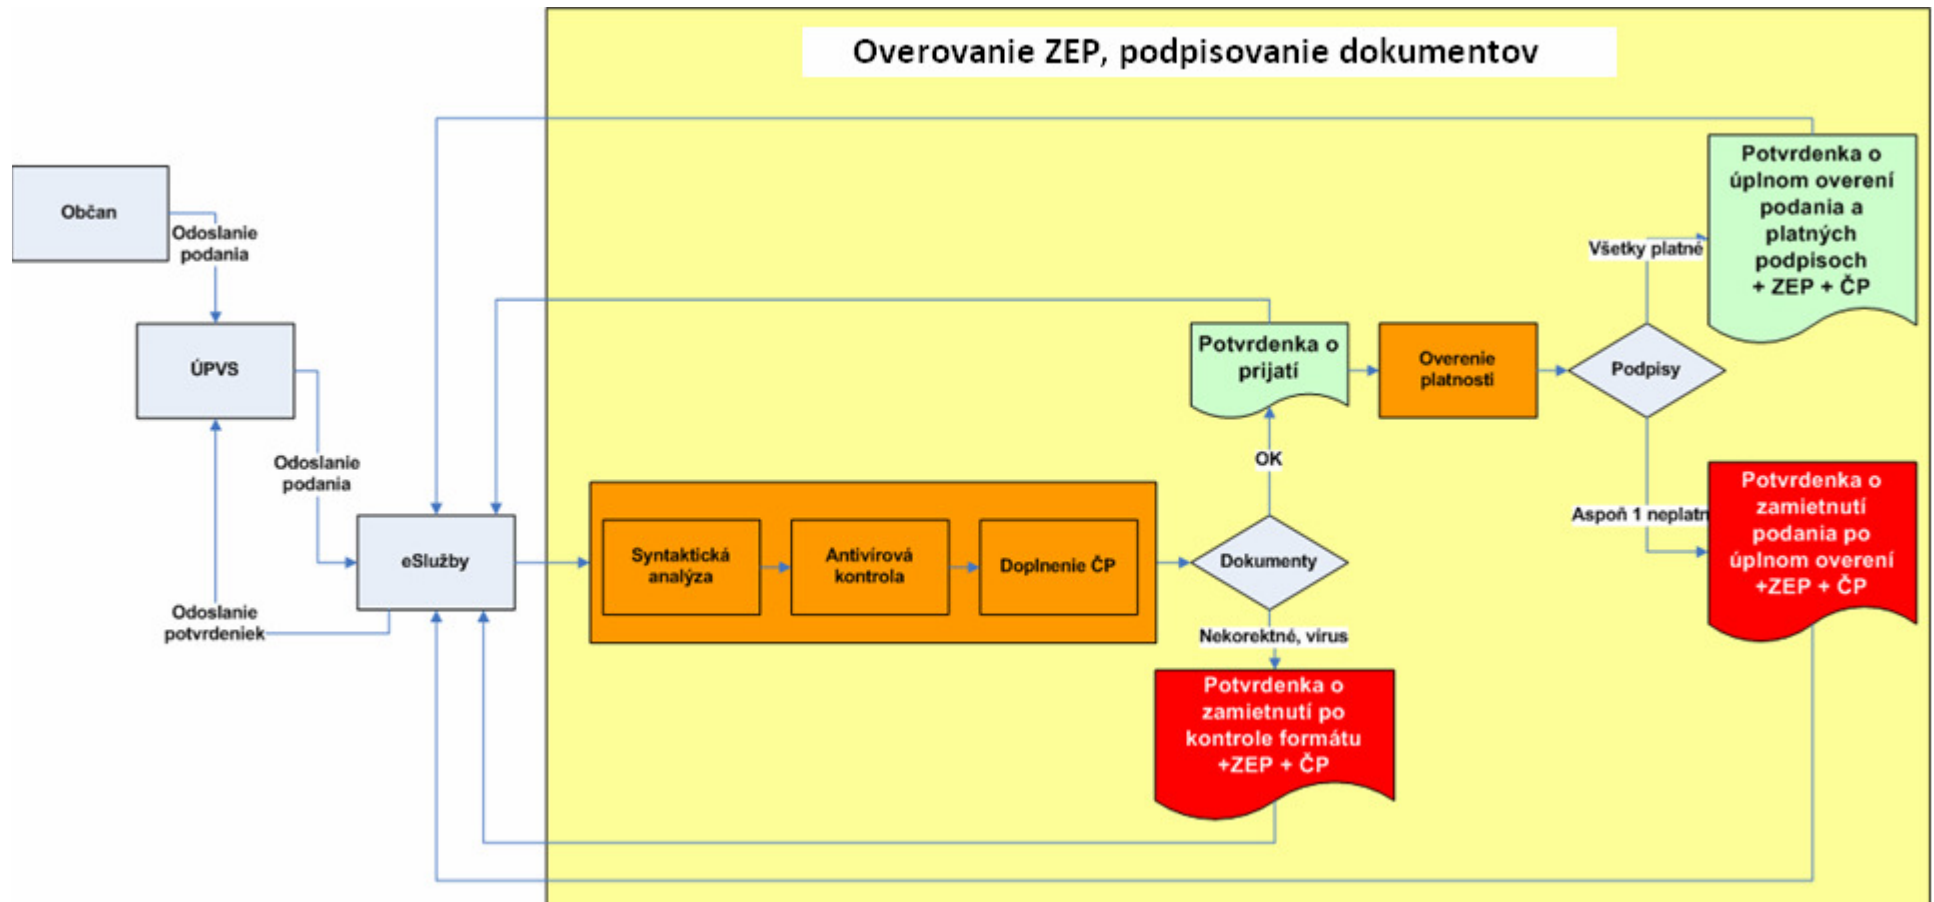 Overovanie ZEP, podpisovanie dokumentov
Občan
Odoslanie
podania
ÚPVS
Odoslanie
podania
eSlužby
Odoslanie
potvrdeniek
Syntaktická
analýza
Antivírová
kontrola
Doplnenie ČP
Dokumenty
OK
Potvrdenka o
prijatí
Nekorektné, vírus
Potvrdenka o
zamietnutí po
kontrole formátu
+ZEP + ČP
Overenie
platnosti
Podpisy
Všetky platné
Potvrdenka o
úplnom overení
podania a
platných
podpisoch
+ ZEP + ČP
Aspoň 1 neplatn
Potvrdenka o
zamietnutí
podania po
úplnom overení
+ZEP + ČP